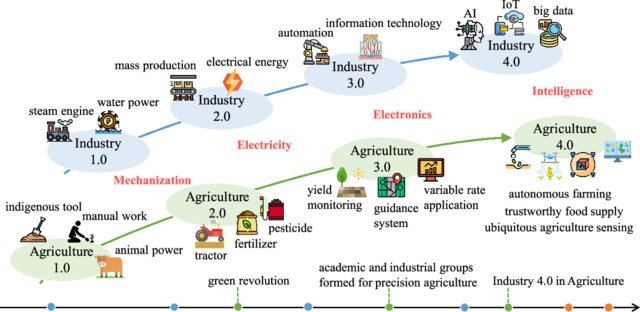 AI
IoT
big data
information technology
automation
Industry
4.0
electrical energy
mass production
Industry
3.0
Intelligence
water power
steam engine
Industry
2.0
Electronics
Industry
1.0
Electricity
Agriculture
4.0
Agriculture
3.0
Mechanization
yield
monitoring
guidance
system
variable rate
application
autonomous farming
trustworthy food supply
ubiquitous agriculture sensing
Agriculture
2.0
pesticide
fertilizer
tractor
indigenous tool
manual work
animal power
Agriculture
1.0
green revolution
academic and industrial groups
formed for precision agriculture
Industry 4.0 in Agriculture